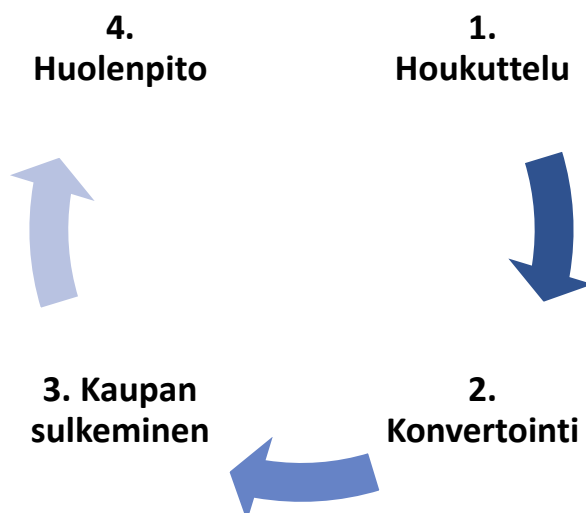 1.
Houkuttelu
2.
Konvertointi
3. Kaupan
sulkeminen
4.
Huolenpito